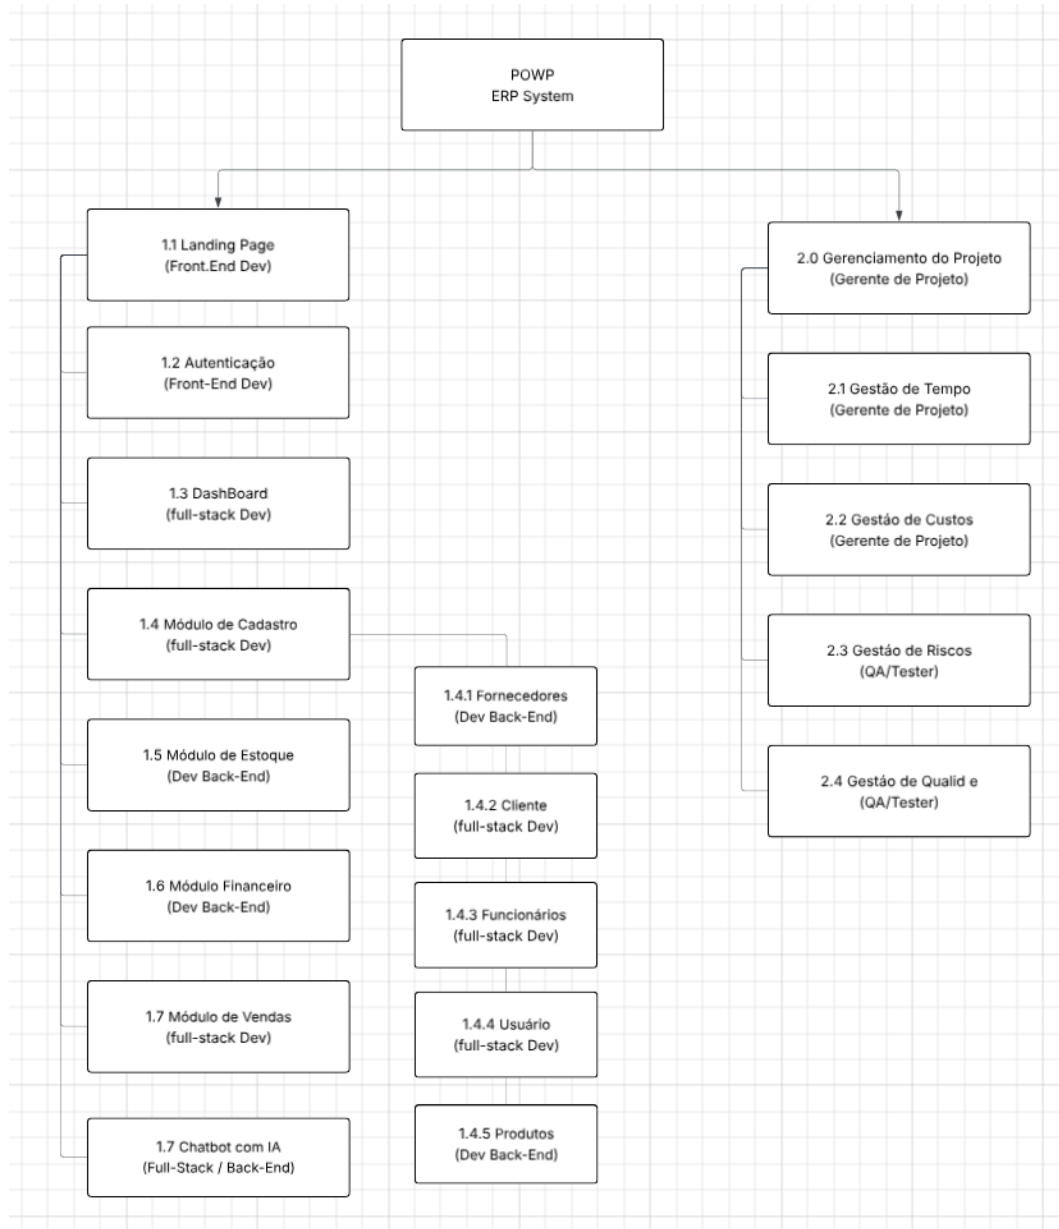 POWP
ERP System
1.1 Landing Page
(Front.End Dev)
1.2 Autenticação
(Front-End Dev)
1.3 DashBoard
(full-stack Dev)
1.4 Módulo de Cadastro
(full-stack Dev)
1.5 Módulo de Estoque
(Dev Back-End)
1.6 Módulo Financeiro
(Dev Back-End)
1.7 Módulo de Vendas
(full-stack Dev)
1.7 Chatbot com IA
(Full-Stack / Back-End)
1.4.1 Fornecedores
(Dev Back-End)
1.4.2 Cliente
(full-stack Dev)
1.4.3 Funcionários
(full-stack Dev)
1.4.4 Usuário
(full-stack Dev)
1.4.5 Produtos
(Dev Back-End)
2.0 Gerenciamento do Projeto
(Gerente de Projeto)
2.1 Gestão de Tempo
(Gerente de Projeto)
2.2 Gestáo de Custos
(Gerente de Projeto)
2.3 Gestáo de Riscos
(QA/Tester)
2.4 Gestáo de Qualid e
(QA/Tester)